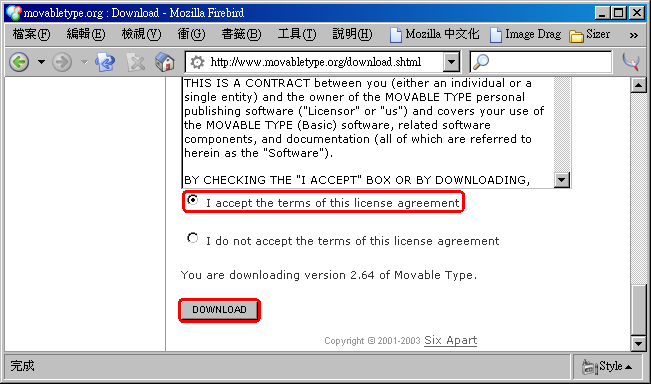 movabletype.org : Download - Mozilla Firebird
檔案(F) 編輯(E) 檢視(V) 衝(G) 書籤(B) 工具(I) 說明(H) Mozilla 中文化 Image Drag Sizer »
http://www.movabletype.org/download.shtml
THIS IS A CONTRACT between you (either an individual or a
single entity) and the owner of the MOVABLE TYPE personal
publishing software ("Licensor" or "us") and covers your use of
the MOVABLE TYPE (Basic) software, related software
components, and documentation (all of which are referred to
herein as the "Software").
BY CHECKING THE "I ACCEPT" BOX OR BY DOWNLOADING,
I accept the terms of this license agreement
I do not accept the terms of this license agreement
You are downloading version 2.64 of Movable Type.
DOWNLOAD
Copyright © 2001-2003 Six Apart
完成
Style